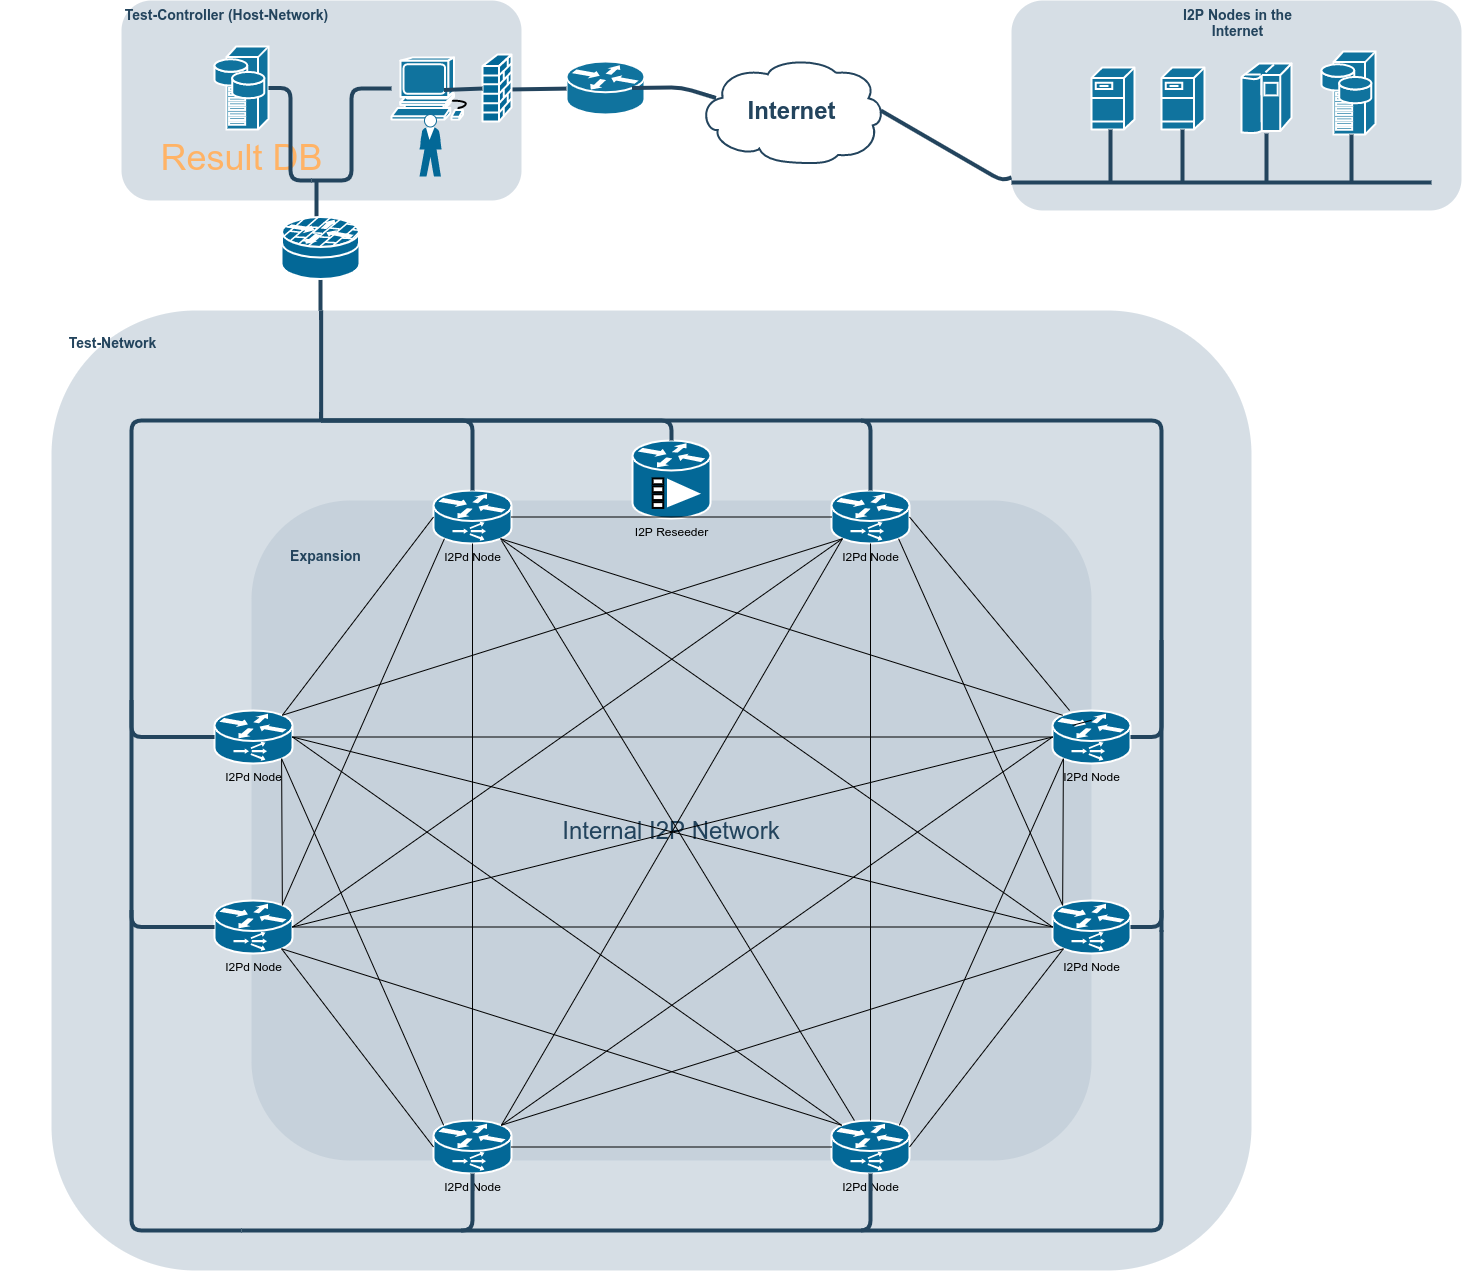 Test-Controller (Host-Network)
I2P Nodes in the
Internet
Internet
Result DB
Test-Network
I2P Reseeder
Expansion
I2Pd Node
I2Pd Node
I2Pd Node
I2Pd Node
Internal I2P Network
I2Pd Node
I2Pd Node
I2Pd Node
I2Pd Node